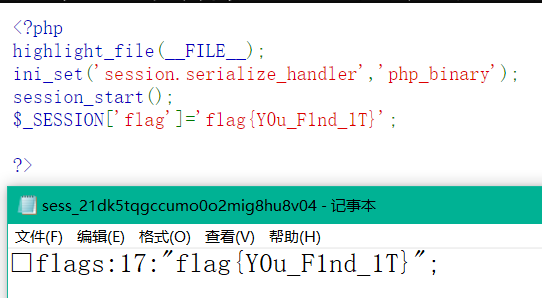 <?php
highlight_file(__FILE__);
ini_set('session.serialize_handler','php_binary');
session_start();
$_SESSION['flag']='flag{Y0u_F1nd_1T}';
?>
sess_21dk5tqgccumo0o2mig8hu8v04 - 记事本
文件(F) 编辑(E) 格式(O) 查看(V) 帮助(H)
□flags:17:"flag{Y0u_F1nd_1T}";